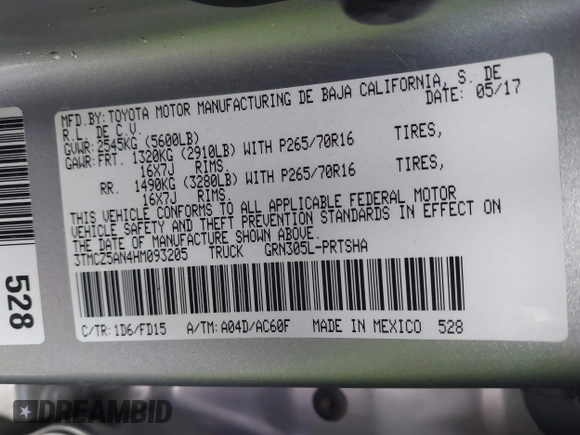 MFD.BY: TOYOTA MOTOR MANUFACTURING DE BAJA CALIFORNIA, S. DE
R.L. DE C.V. DATE: 05/17
GVWR: 2545KG (5600LB)
GAWR: FRT. 1320KG (2910LB) WITH P265/70R16 TIRES,
16X7J RIMS
RR. 1490KG (3280LB) WITH P265/70R16 TIRES,
16X7J RIMS
THIS VEHICLE CONFORMS TO ALL APPLICABLE FEDERAL MOTOR
VEHICLE SAFETY AND THEFT PREVENTION STANDARDS IN EFFECT ON
THE DATE OF MANUFACTURE SHOWN ABOVE.
3TMCZ5AN4HM093205 TRUCK GRN305L-PRTSHA
C/TR: 1D6/FD15 A/TM: A04D/AC60F MADE IN MEXICO 528
528
DREAMBID